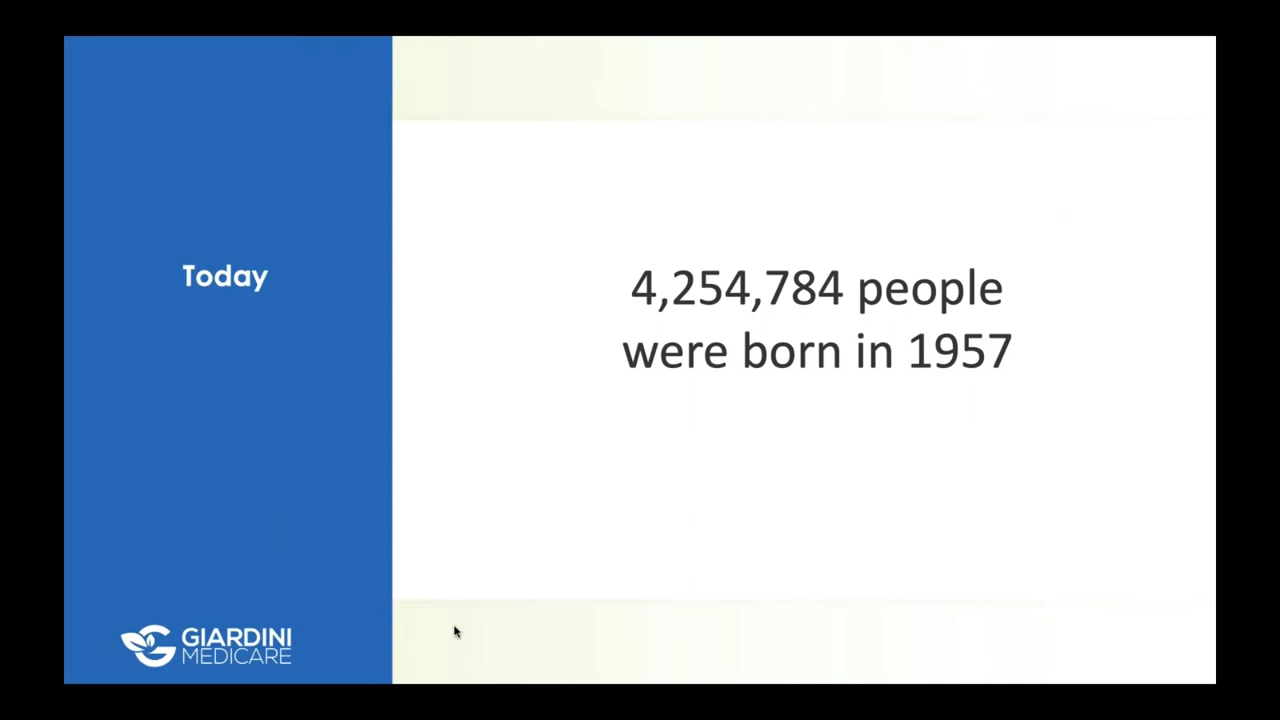 Today
4,254,784 people
were born in 1957
GIARDINI
MEDICARE